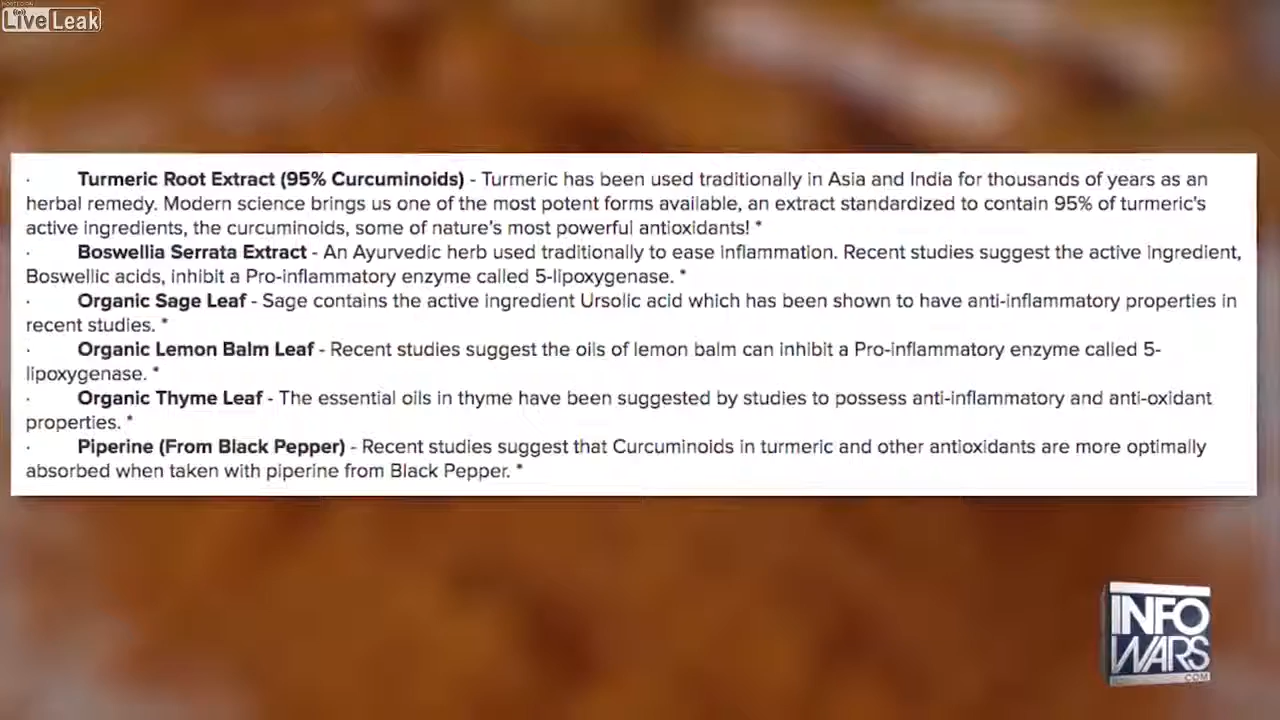 LiveLeak
· Turmeric Root Extract (95% Curcuminoids) - Turmeric has been used traditionally in Asia and India for thousands of years as an
herbal remedy. Modern science brings us one of the most potent forms available, an extract standardized to contain 95% of turmeric's
active ingredients, the curcuminoids, some of nature's most powerful antioxidants! *
· Boswellia Serrata Extract - An Ayurvedic herb used traditionally to ease inflammation. Recent studies suggest the active ingredient,
Boswellic acids, inhibit a Pro-inflammatory enzyme called 5-lipoxygenase. *
· Organic Sage Leaf - Sage contains the active ingredient Ursolic acid which has been shown to have anti-inflammatory properties in
recent studies. *
· Organic Lemon Balm Leaf - Recent studies suggest the oils of lemon balm can inhibit a Pro-inflammatory enzyme called 5-
lipoxygenase. *
· Organic Thyme Leaf - The essential oils in thyme have been suggested by studies to possess anti-inflammatory and anti-oxidant
properties. *
· Piperine (From Black Pepper) - Recent studies suggest that Curcuminoids in turmeric and other antioxidants are more optimally
absorbed when taken with piperine from Black Pepper. *
INFO
WARS
.COM